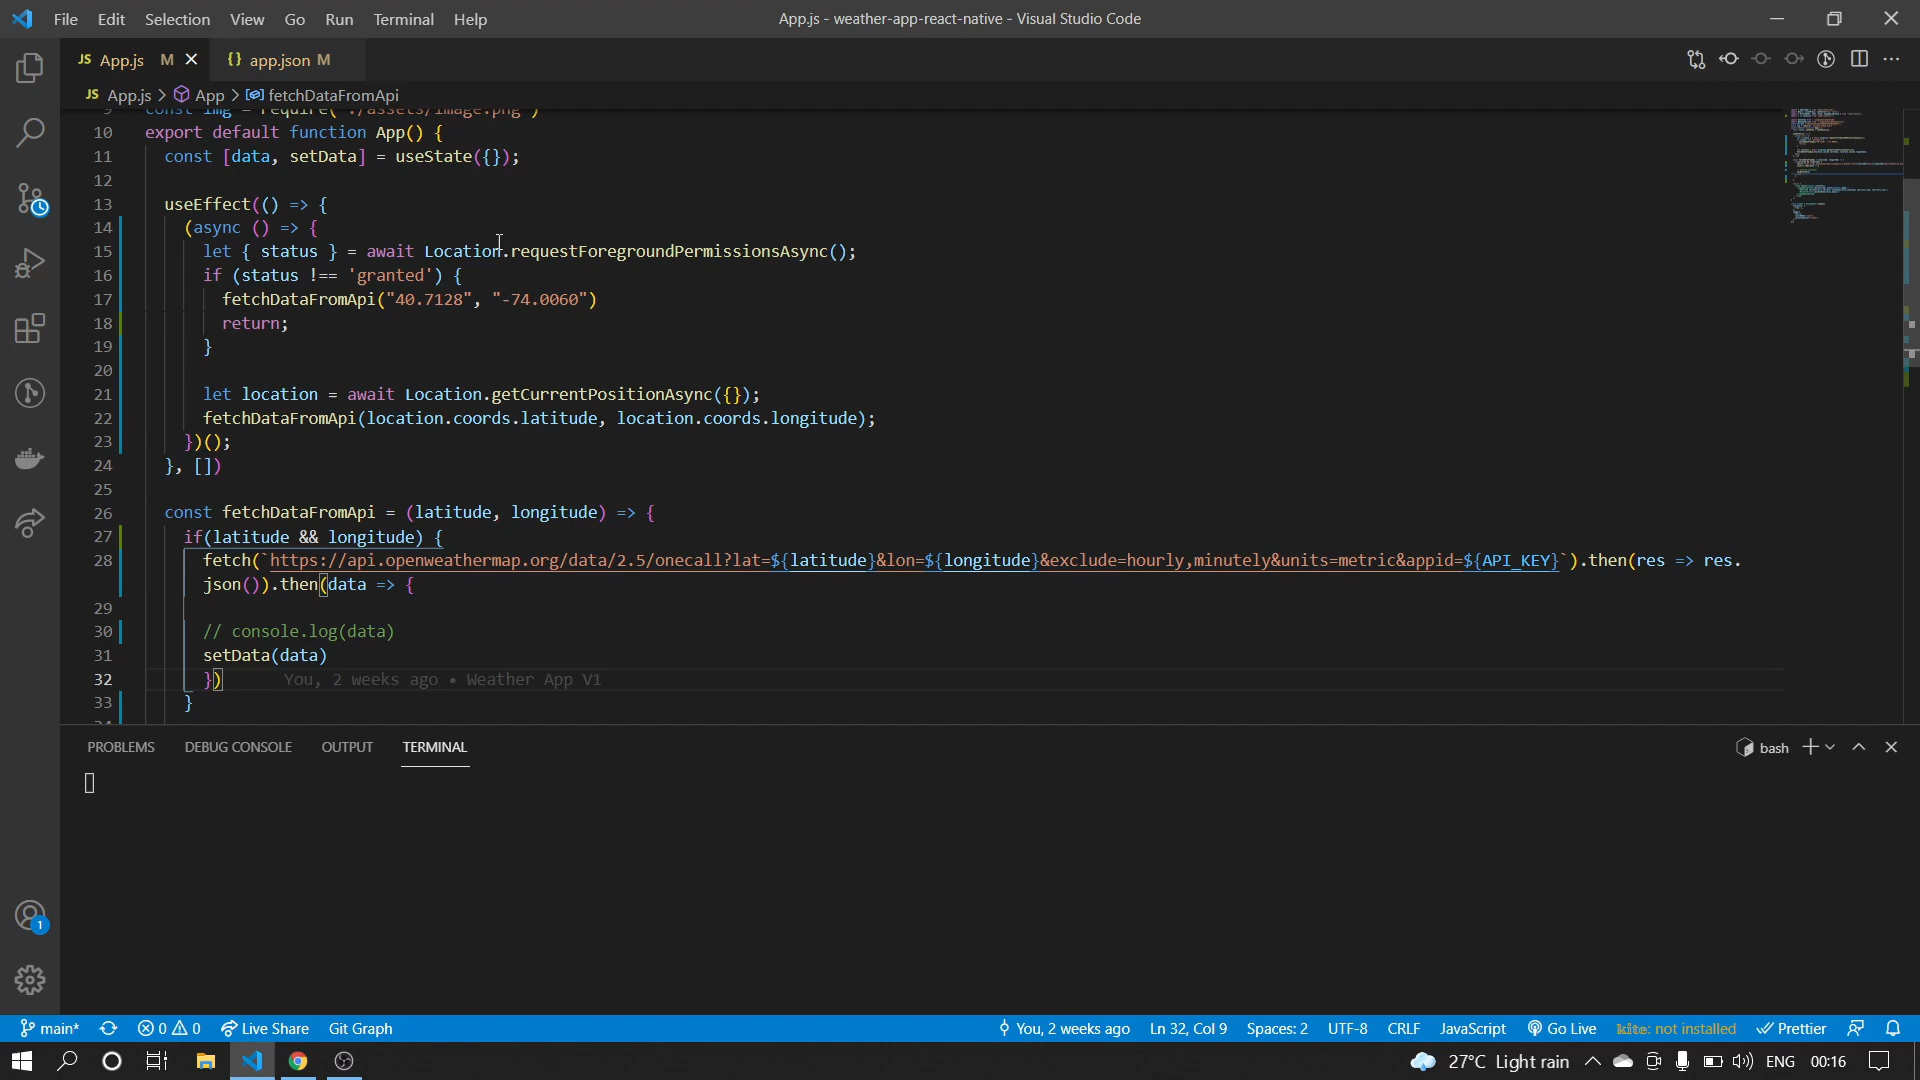 File Edit Selection View Go Run Terminal Help
App.js - weather-app-react-native - Visual Studio Code
JS App.js M
{} app.json M
JS App.js > App > fetchDataFromApi
9 const img = require('./assets/image.png')
10 export default function App() {
11 const [data, setData] = useState({});
12
13 useEffect(() => {
14 (async () => {
15 let { status } = await Location.requestForegroundPermissionsAsync();
16 if (status !== 'granted') {
17 fetchDataFromApi("40.7128", "-74.0060")
18 return;
19 }
20
21 let location = await Location.getCurrentPositionAsync({});
22 fetchDataFromApi(location.coords.latitude, location.coords.longitude);
23 })();
24 }, [])
25
26 const fetchDataFromApi = (latitude, longitude) => {
27 if(latitude && longitude) {
28 fetch(`https://api.openweathermap.org/data/2.5/onecall?lat=${latitude}&lon=${longitude}&exclude=hourly,minutely&units=metric&appid=${API_KEY}`).then(res => res.
json()).then(data => {
29
30 // console.log(data)
31 setData(data)
32 }) You, 2 weeks ago • Weather App V1
33 }
PROBLEMS DEBUG CONSOLE OUTPUT TERMINAL
bash
1
main* 0 0 Live Share Git Graph
You, 2 weeks ago Ln 32, Col 9 Spaces: 2 UTF-8 CRLF JavaScript Go Live kite: not installed Prettier
27°C Light rain ENG 00:16